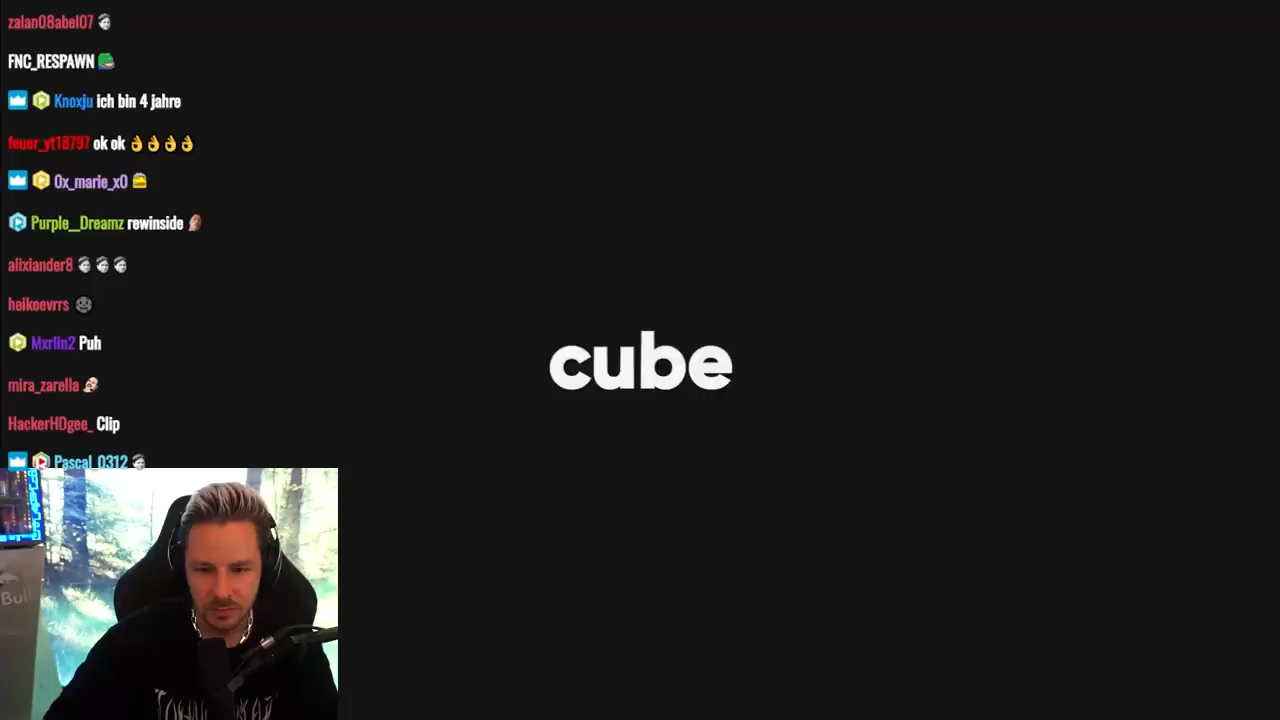 zalan08abel07
FNC_RESPAWN
Knoxju ich bin 4 jahre
feuer_yt18797 ok ok 👌👌👌👌
0x_marie_x0
Purple__Dreamz rewinside
alixiander8
heikoevrrs
Mxrlin2 Puh
mira_zarella
HackerHDgee_ Clip
Pascal_0312
cube
Bull